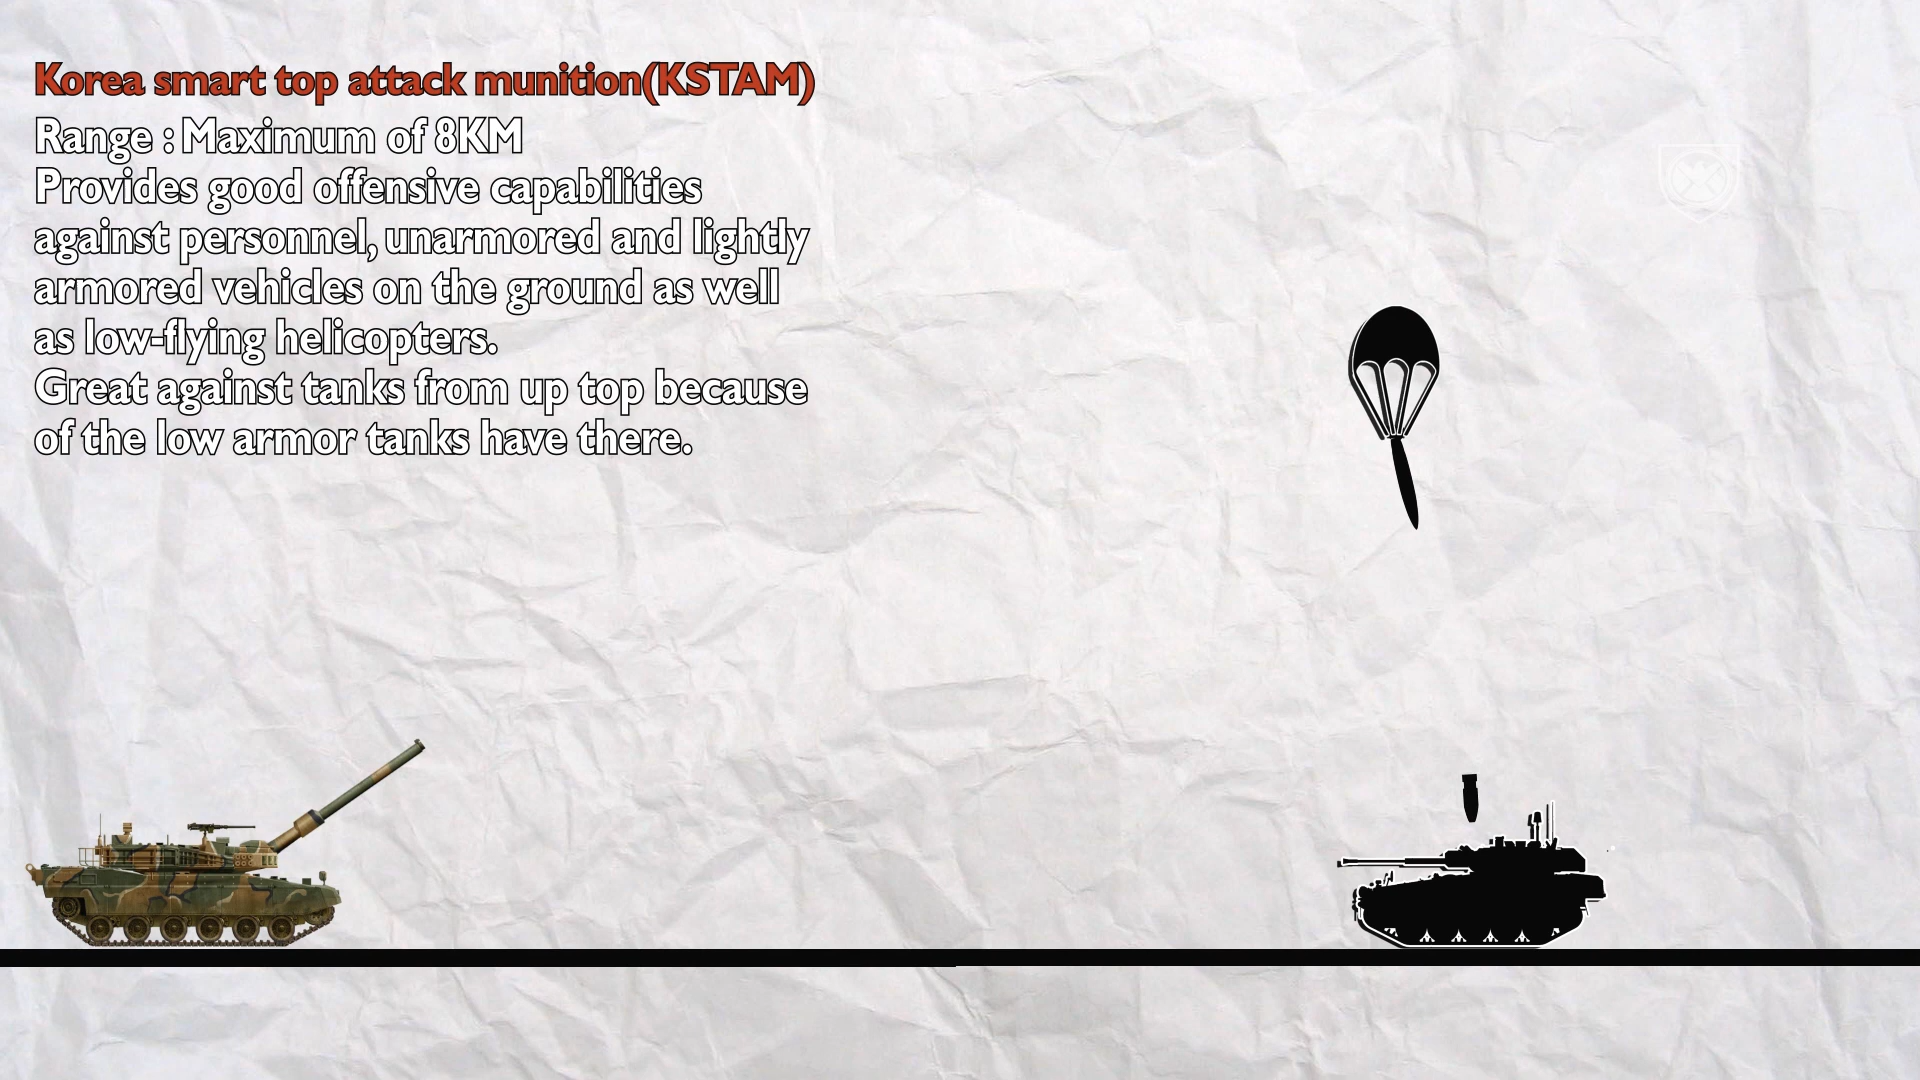 Korea smart top attack munition(KSTAM)
Range : Maximum of 8KM
Provides good offensive capabilities
against personnel, unarmored and lightly
armored vehicles on the ground as well
as low-flying helicopters.
Great against tanks from up top because
of the low armor tanks have there.